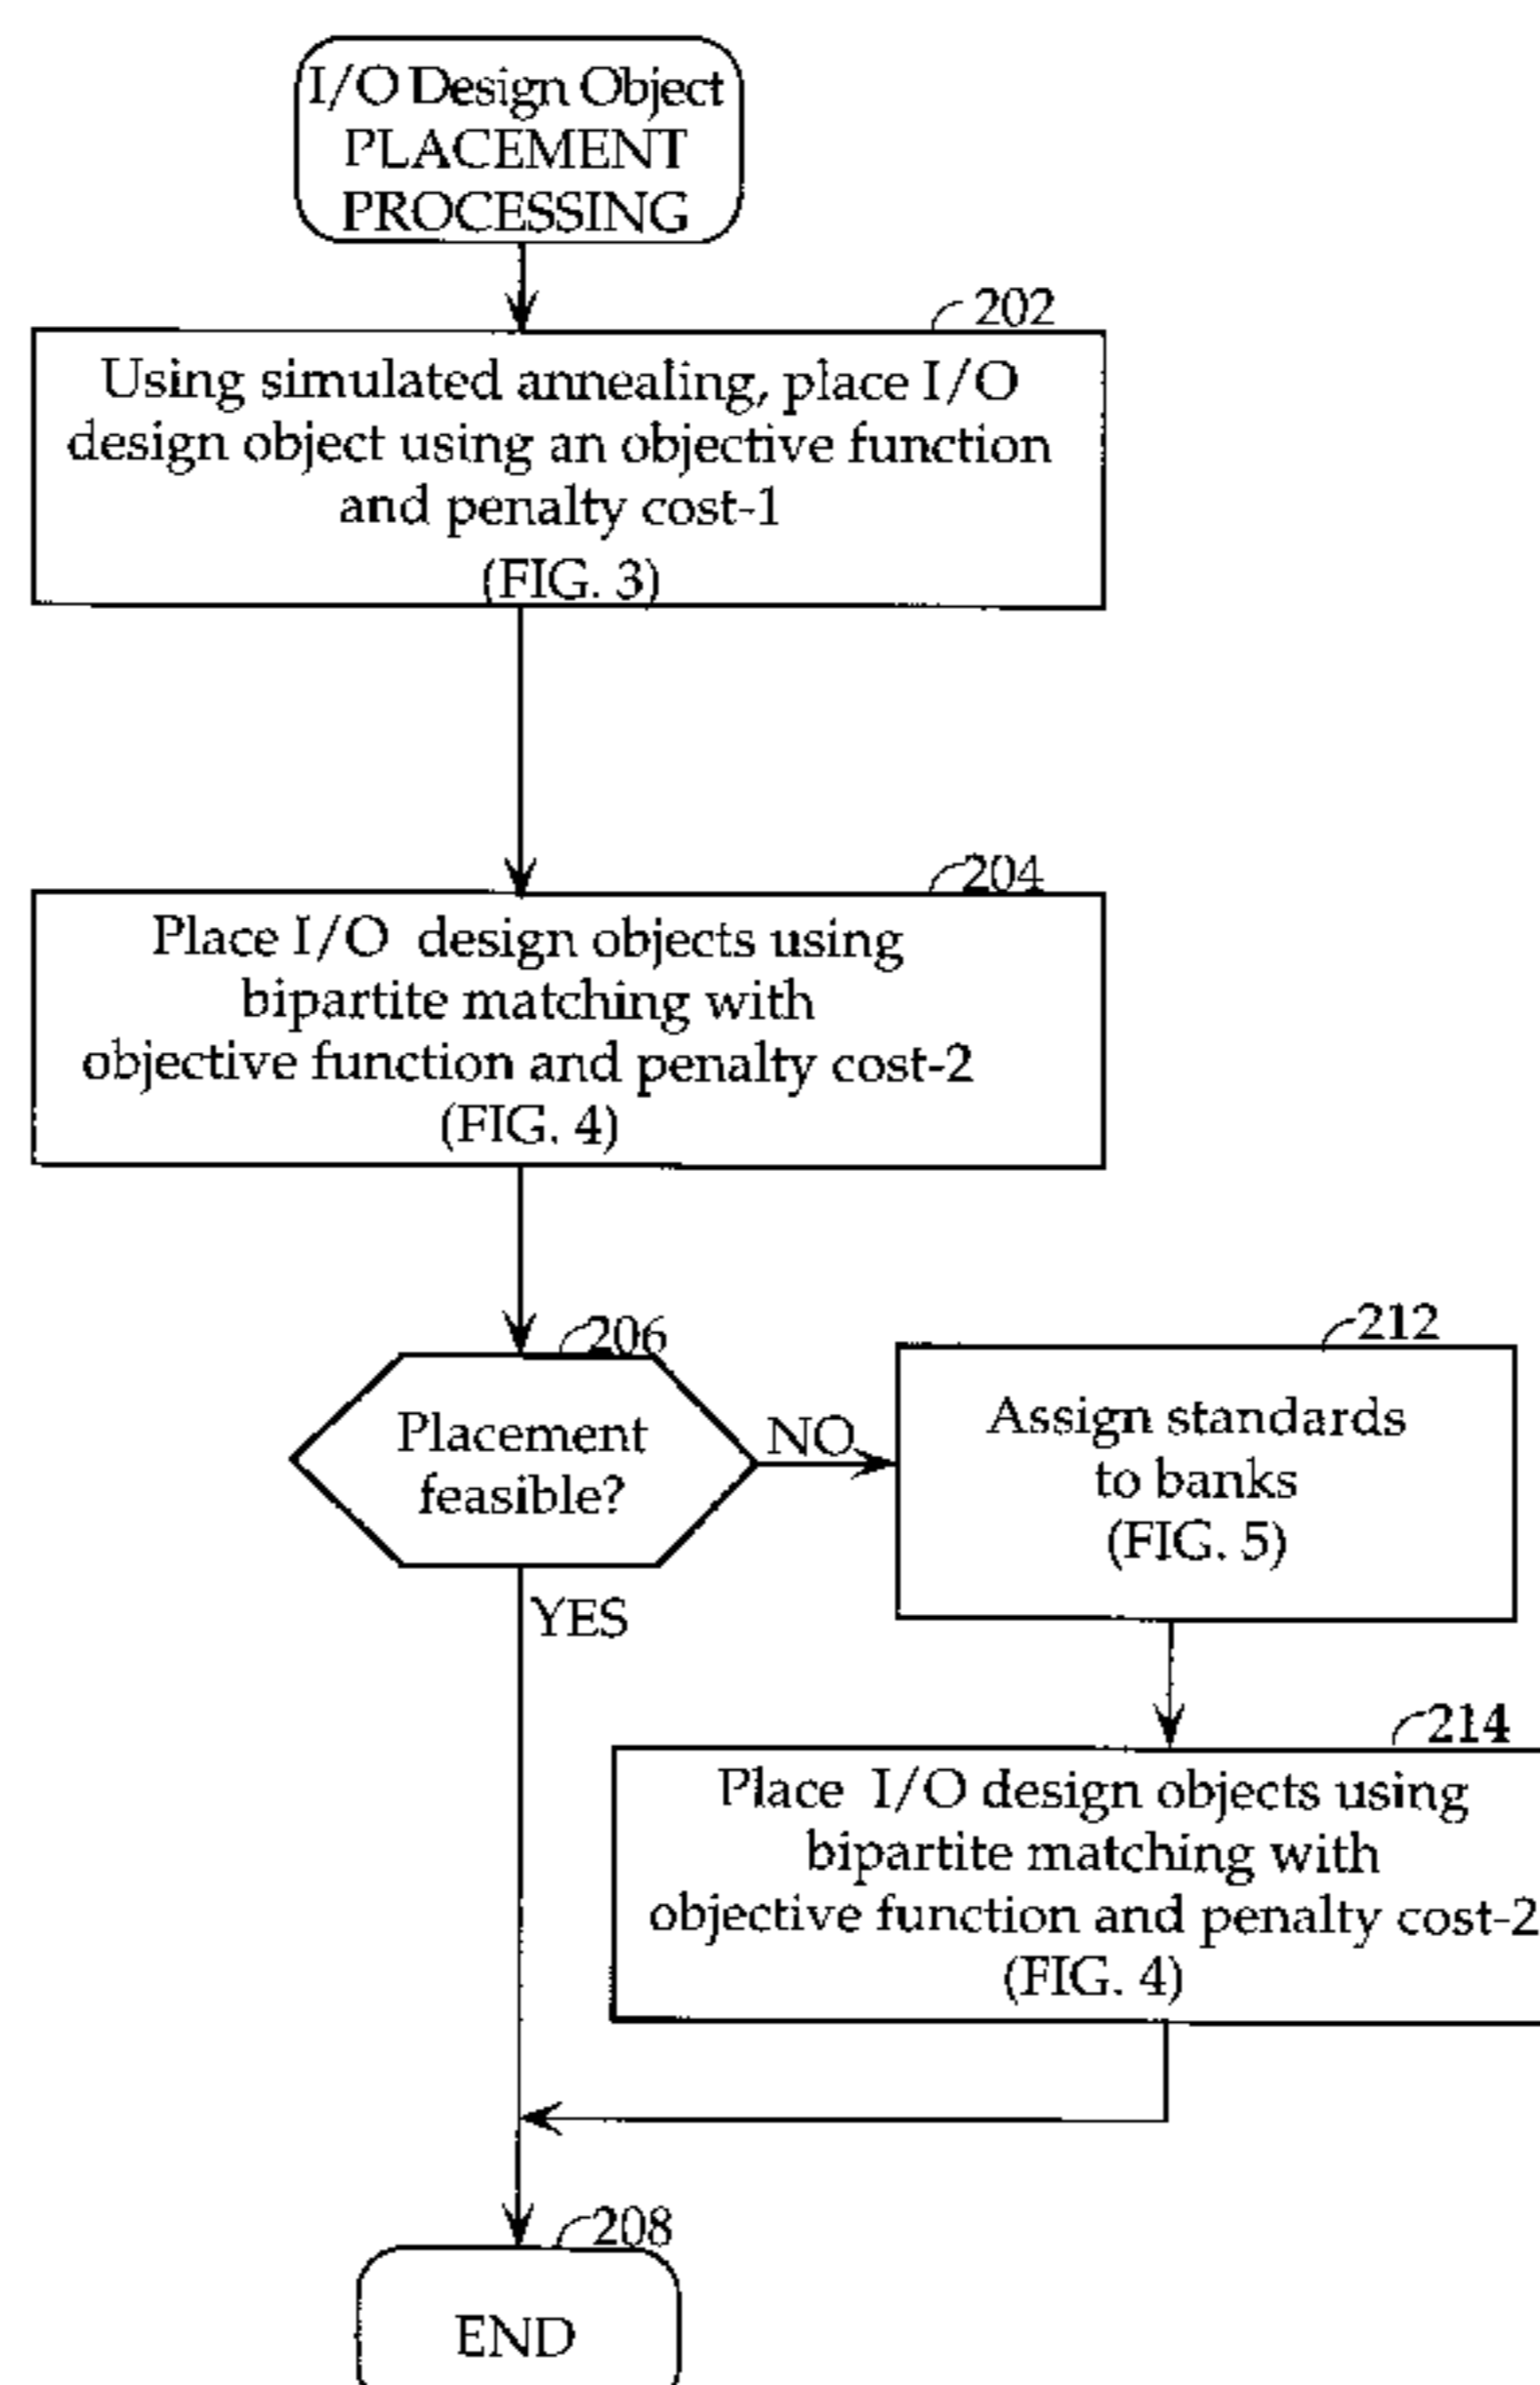 I/O Design Object
PLACEMENT
PROCESSING
202
Using simulated annealing, place I/O
design object using an objective function
and penalty cost-1
(FIG. 3)
204
Place I/O design objects using
bipartite matching with
objective function and penalty cost-2
(FIG. 4)
206
Placement
feasible?
NO
YES
212
Assign standards
to banks
(FIG. 5)
214
Place I/O design objects using
bipartite matching with
objective function and penalty cost-2
(FIG. 4)
208
END